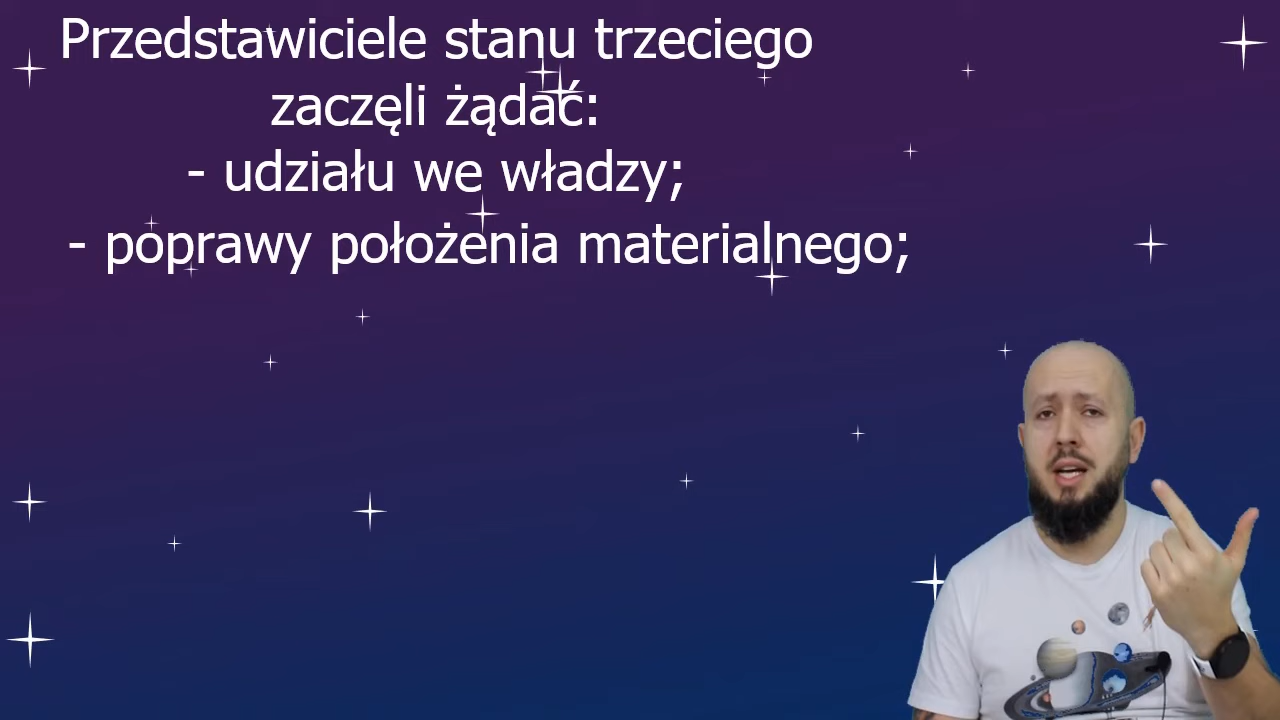 Przedstawiciele stanu trzeciego
zaczęli żądać:
- udziału we władzy;
- poprawy położenia materialnego;